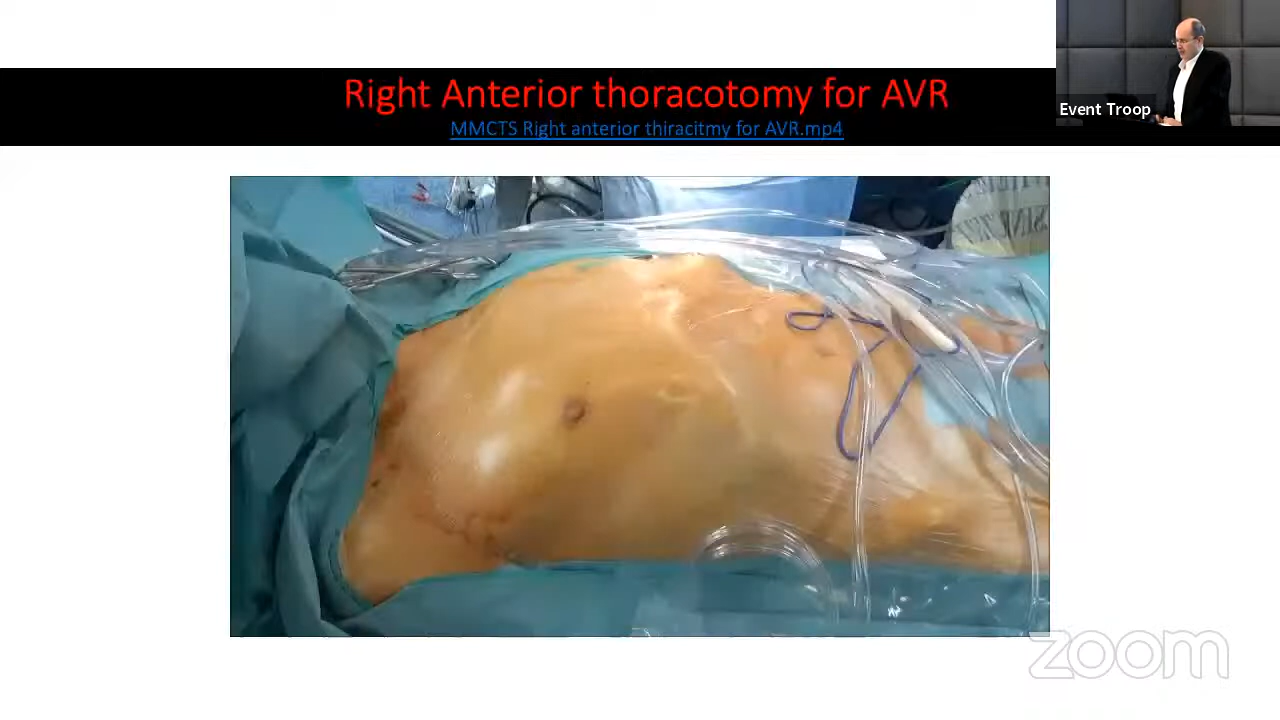 Right Anterior thoracotomy for AVR
MMCTS Right anterior thiracitmy for AVR.mp4
Event Troop
zoom